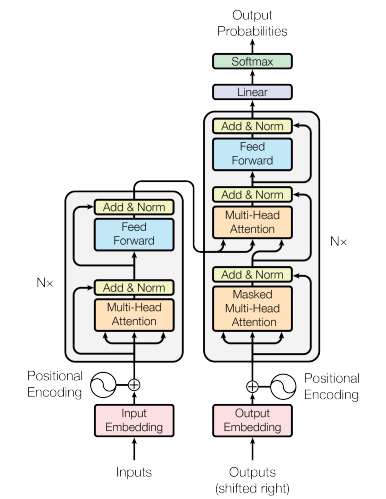 Output
Probabilities
Softmax
Linear
Add & Norm
Feed
Forward
Add & Norm
Multi-Head
Attention
Add & Norm
Masked
Multi-Head
Attention
N×
Add & Norm
Feed
Forward
Add & Norm
Multi-Head
Attention
N×
Positional
Encoding
Positional
Encoding
Input
Embedding
Output
Embedding
Inputs
Outputs
(shifted right)